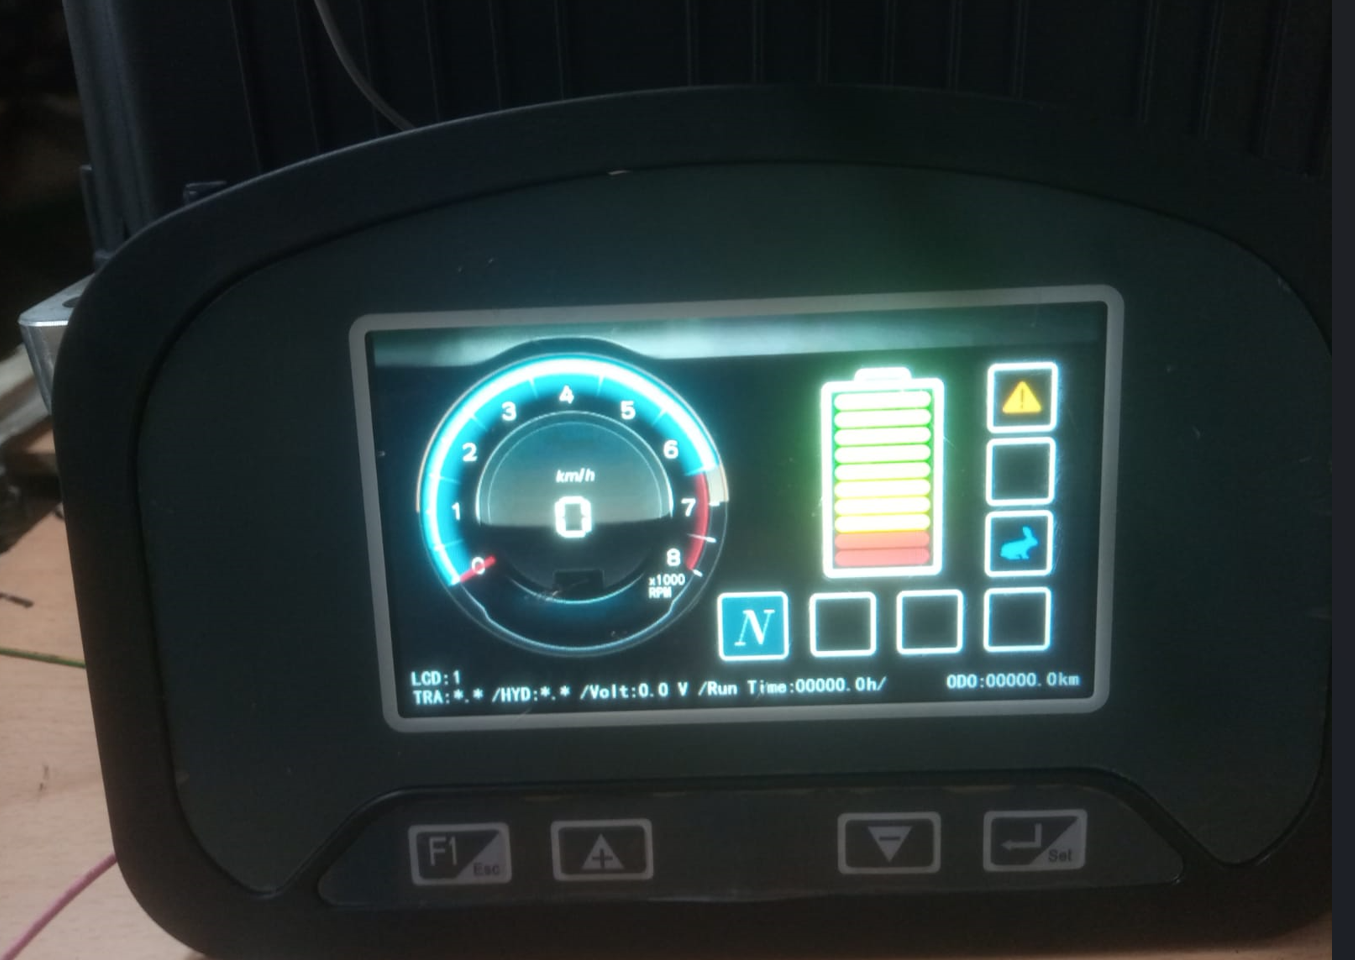 4
3
5
2
6
km/h
1
0
7
0
8
x1000
RPM
N
LCD:1
TRA:*.* /HYD:*.* /Volt:0.0 V /Run Time:00000.0h/
ODO:00000.0km
F1 Esc
+
−
Set